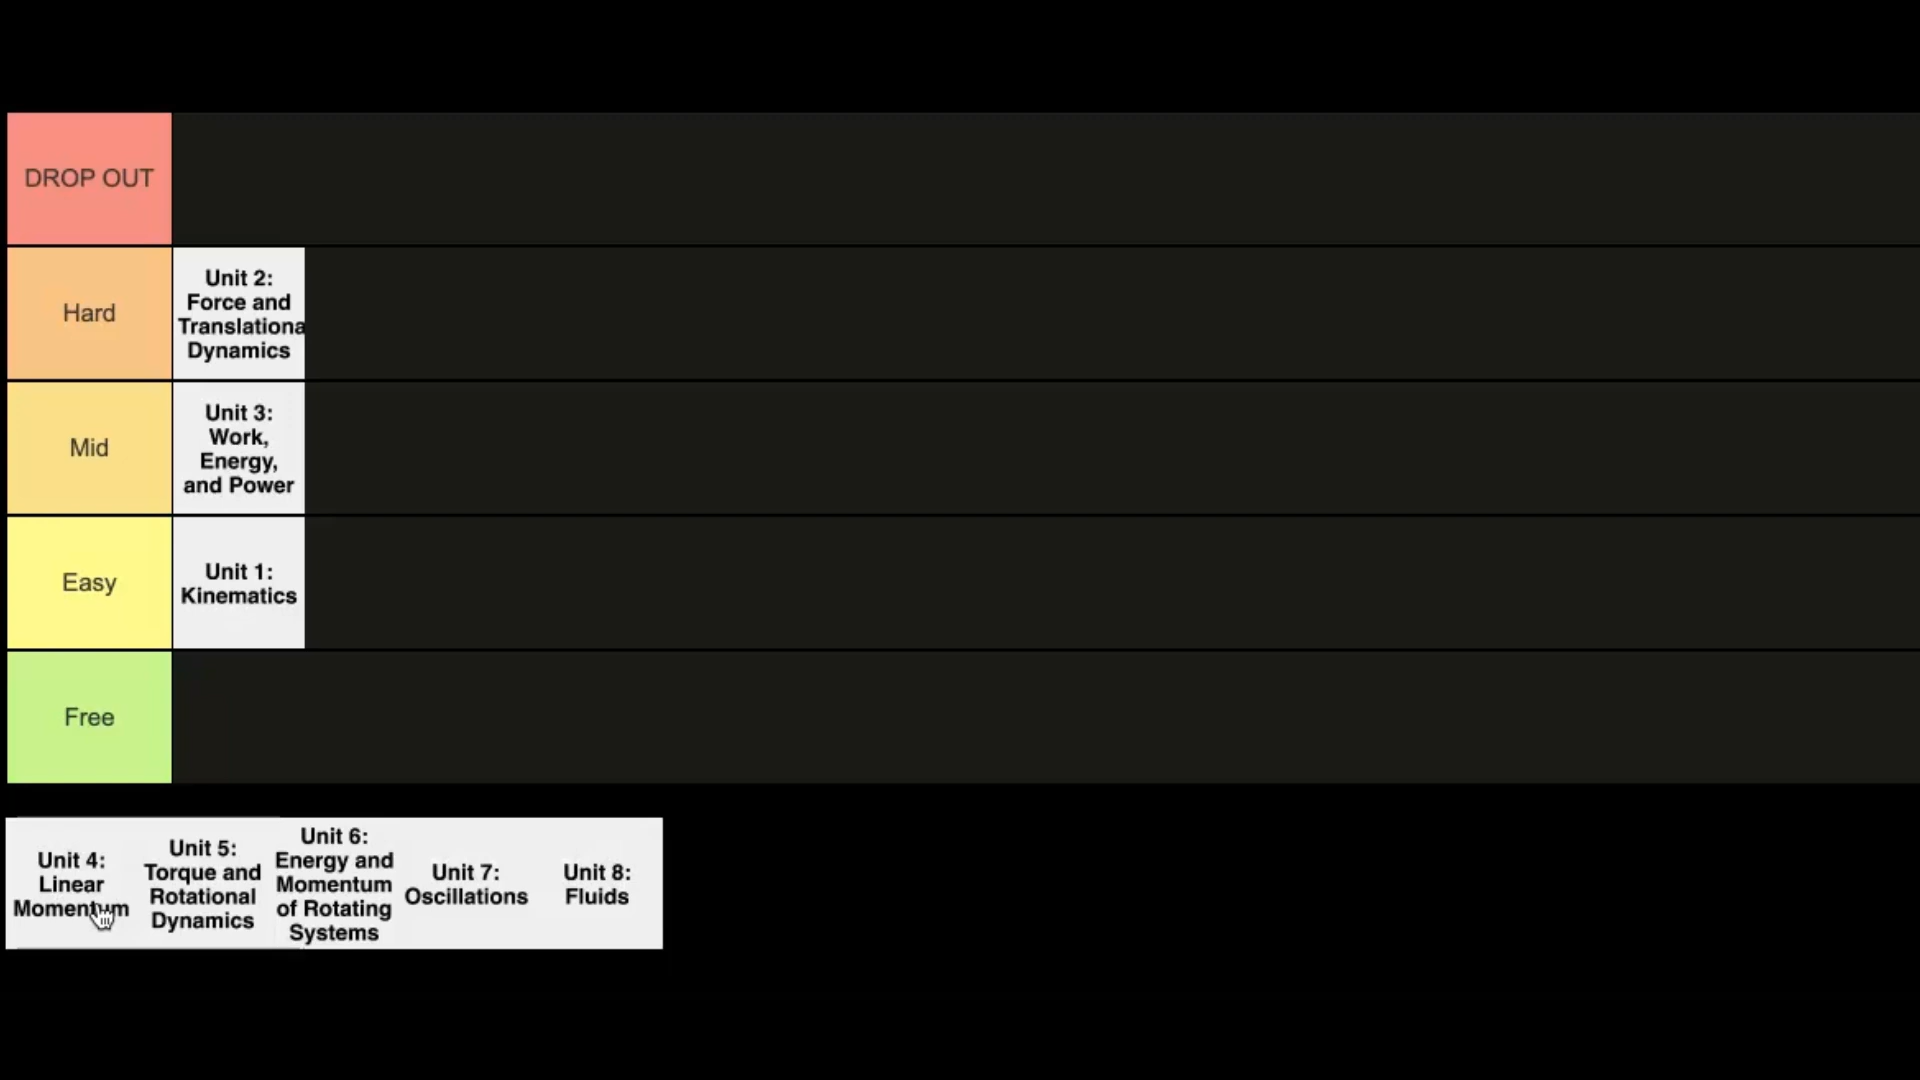 DROP OUT
Hard
Unit 2:
Force and
Translationa
Dynamics
Mid
Unit 3:
Work,
Energy,
and Power
Easy
Unit 1:
Kinematics
Free
Unit 4:
Linear
Momentum
Unit 5:
Torque and
Rotational
Dynamics
Unit 6:
Energy and
Momentum
of Rotating
Systems
Unit 7:
Oscillations
Unit 8:
Fluids